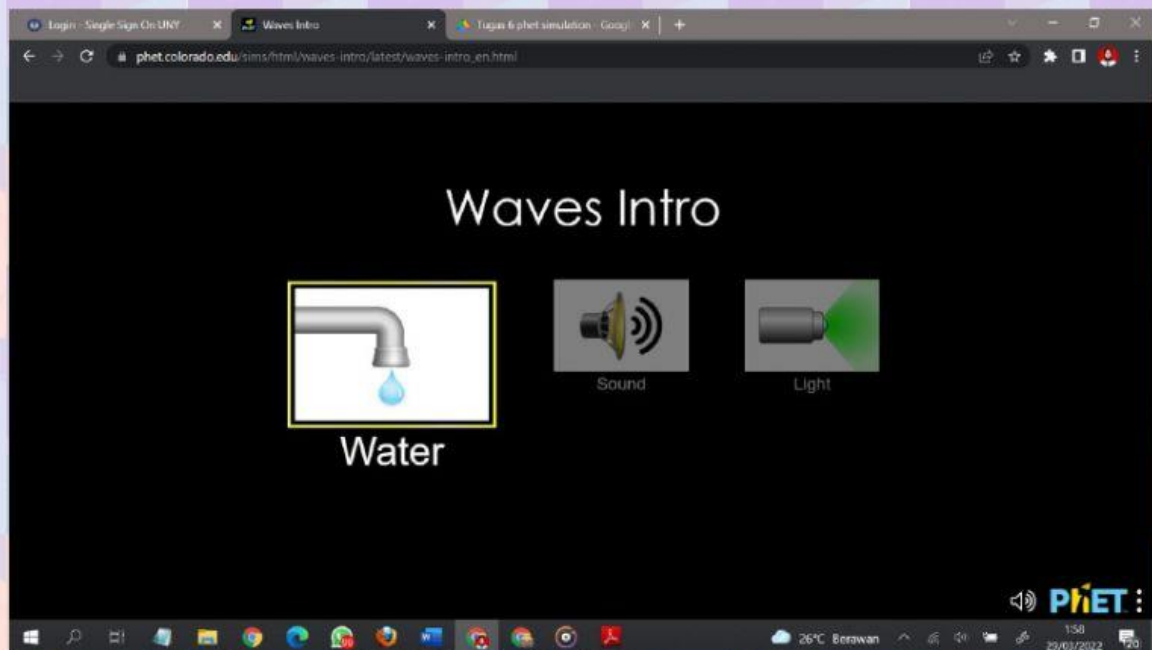 Login - Single Sign On UNY
Waves Intro
Tugas 6 phet simulation - Googl
phet.colorado.edu/sims/html/waves-intro/latest/waves-intro_en.html
Waves Intro
Water
Sound
Light
PhET
26°C Berawan
1:58
29/03/2022
20